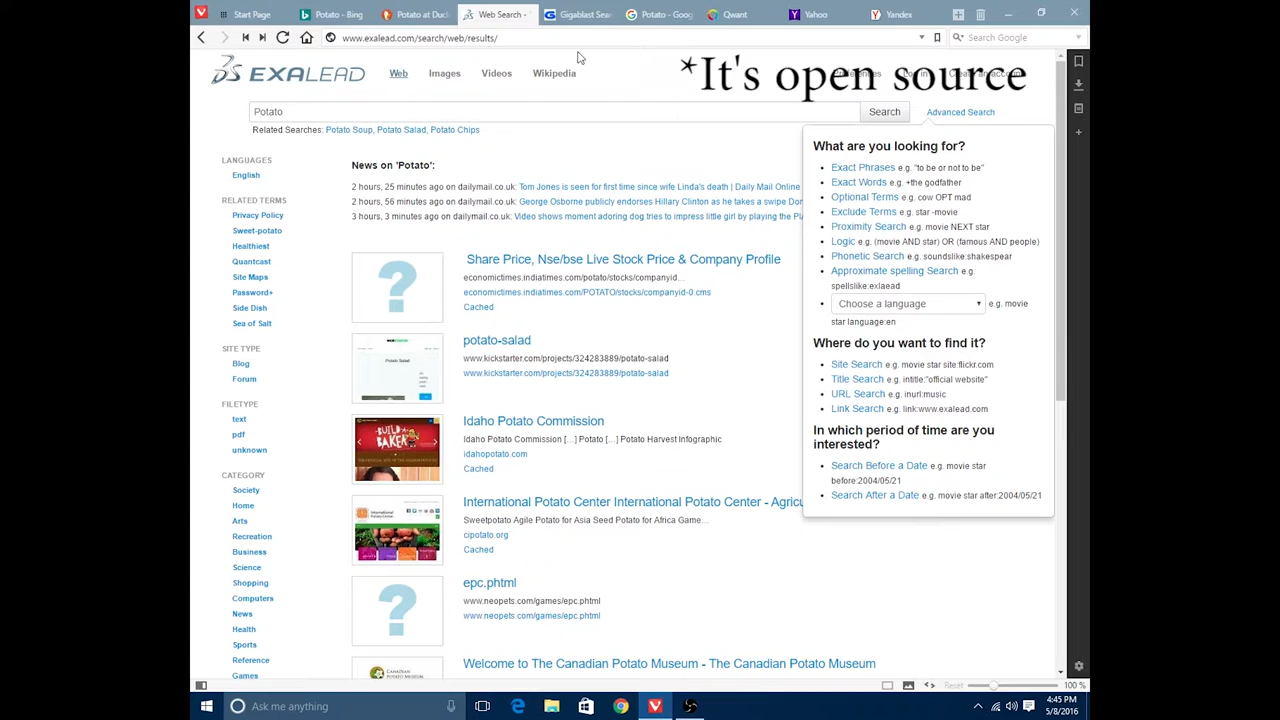 Start Page
Potato - Bing
Potato at Duck
Web Search -
Gigablast Sear
Potato - Goog
Qwant
Yahoo
Yandex
www.exalead.com/search/web/results/
Search Google
EXALEAD
Web
Images
Videos
Wikipedia
*It's open source
Potato
Search
Advanced Search
Related Searches: Potato Soup, Potato Salad, Potato Chips
LANGUAGES
English
RELATED TERMS
Privacy Policy
Sweet-potato
Healthiest
Quantcast
Site Maps
Password+
Side Dish
Sea of Salt
SITE TYPE
Blog
Forum
FILETYPE
text
pdf
unknown
CATEGORY
Society
Home
Arts
Recreation
Business
Science
Shopping
Computers
News
Health
Sports
Reference
Games
News on 'Potato':
2 hours, 25 minutes ago on dailymail.co.uk: Tom Jones is seen for first time since wife Linda's death | Daily Mail Online
2 hours, 56 minutes ago on dailymail.co.uk: George Osborne publicly endorses Hillary Clinton as he takes a swipe Don
3 hours, 3 minutes ago on dailymail.co.uk: Video shows moment adoring dog tries to impress little girl by playing the
Share Price, Nse/bse Live Stock Price & Company Profile
economictimes.indiatimes.com/potato/stocks/companyid...
economictimes.indiatimes.com/POTATO/stocks/companyid-0.cms
Cached
potato-salad
www.kickstarter.com/projects/324283889/potato-salad
www.kickstarter.com/projects/324283889/potato-salad
Potato Salad
Idaho Potato Commission
Idaho Potato Commission [...] Potato [...] Potato Harvest Infographic
idahopotato.com
Cached
BUILD
BAKER
International Potato Center International Potato Center - Agricu
Sweetpotato Agile Potato for Asia Seed Potato for Africa Game...
cipotato.org
Cached
epc.phtml
www.neopets.com/games/epc.phtml
www.neopets.com/games/epc.phtml
Welcome to The Canadian Potato Museum - The Canadian Potato Museum
What are you looking for?
Exact Phrases e.g. "to be or not to be"
Exact Words e.g. +the godfather
Optional Terms e.g. cow OPT mad
Exclude Terms e.g. star -movie
Proximity Search e.g. movie NEXT star
Logic e.g. (movie AND star) OR (famous AND people)
Phonetic Search e.g. soundslike:shakespear
Approximate spelling Search e.g.
spellslike:exlaead
Choose a language e.g. movie
star language:en
Where do you want to find it?
Site Search e.g. movie star site:flickr.com
Title Search e.g. intitle:"official website"
URL Search e.g. inurl:music
Link Search e.g. link:www.exalead.com
In which period of time are you
interested?
Search Before a Date e.g. movie star
before:2004/05/21
Search After a Date e.g. movie star after:2004/05/21
Reset
100 %
Ask me anything
4:45 PM
5/8/2016